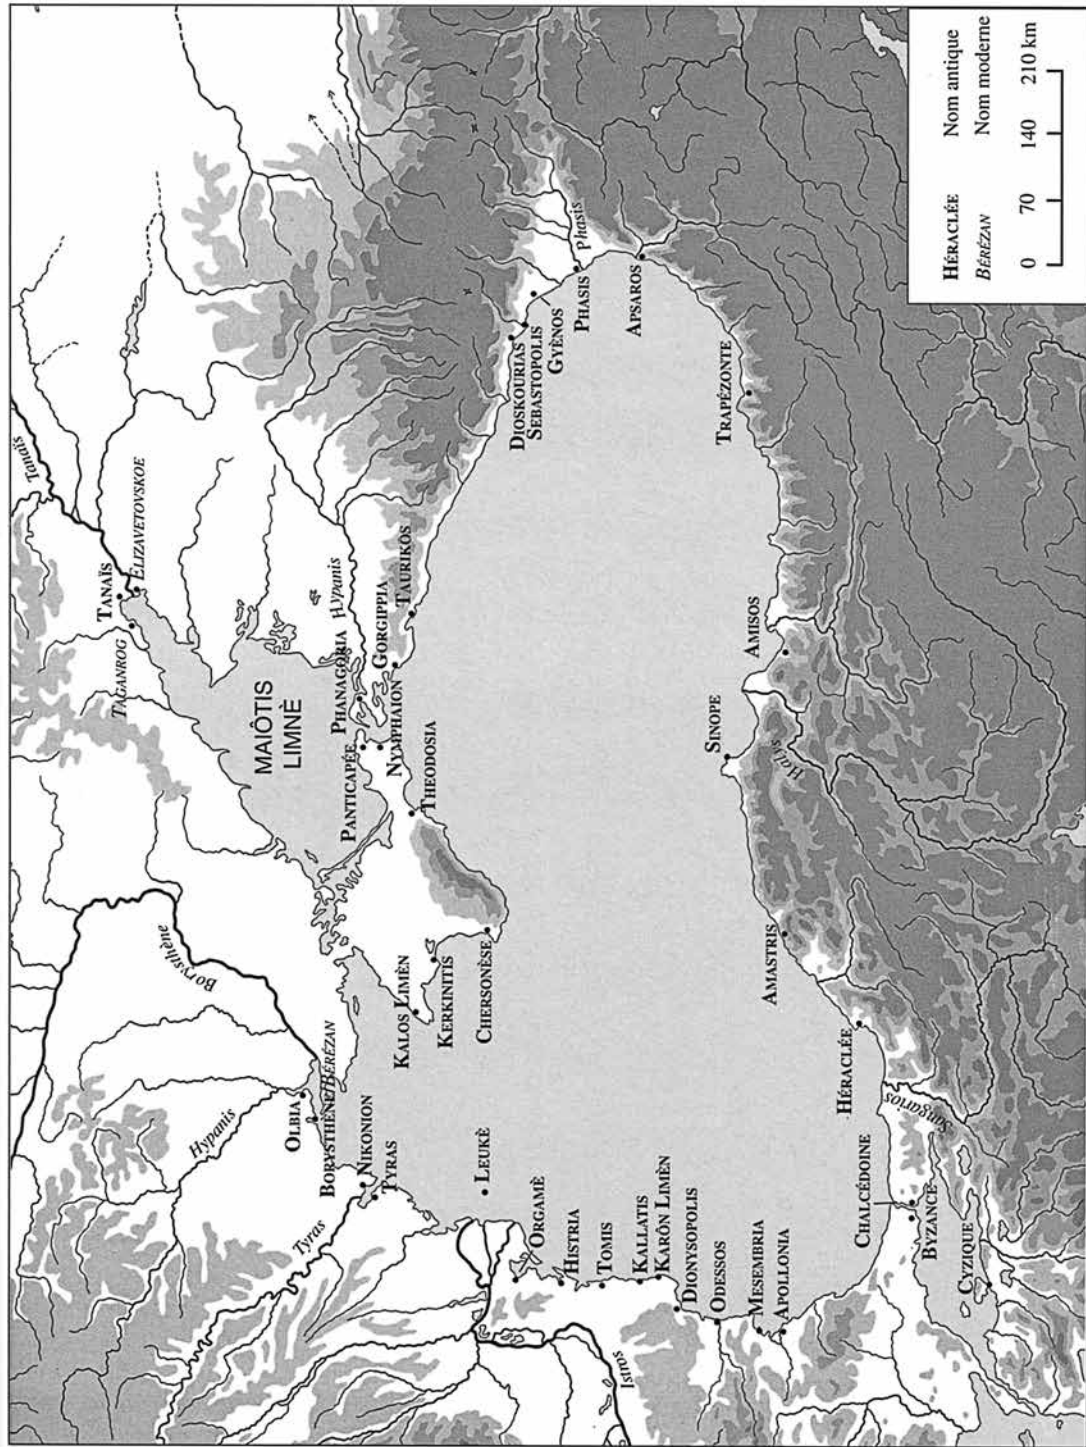 Tanaïs
TANAÏS
ELIZAVETOVSKOE
TAGANROG
MAIÔTIS
LIMNÈ
Hypanis
PHANAGORIA
GORGIPPIA
TAURIKOS
PANTICAPÉE
NYMPHAION
THEODOSIA
Borysthène
Hypanis
OLBIA
BORYSTHÈNE/BÉRÉZAN
NIKONION
TYRAS
Tyras
KALOS LIMÈN
KERKINITIS
CHERSONÈSE
LEUKÈ
ORGAMÈ
HISTRIA
TOMIS
KALLATIS
KARÔN LIMÈN
DIONYSOPOLIS
ODESSOS
MESEMBRIA
APOLLONIA
Istros
DIOSKOURIAS
SEBASTOPOLIS
GYÈNOS
PHASIS
Phasis
APSAROS
TRAPÉZONTE
AMISOS
SINOPE
Halys
AMASTRIS
HÉRACLÉE
Sangarios
CHALCÉDOINE
BYZANCE
CYZIQUE
HÉRACLÉE Nom antique
BÉRÉZAN Nom moderne
0 70 140 210 km